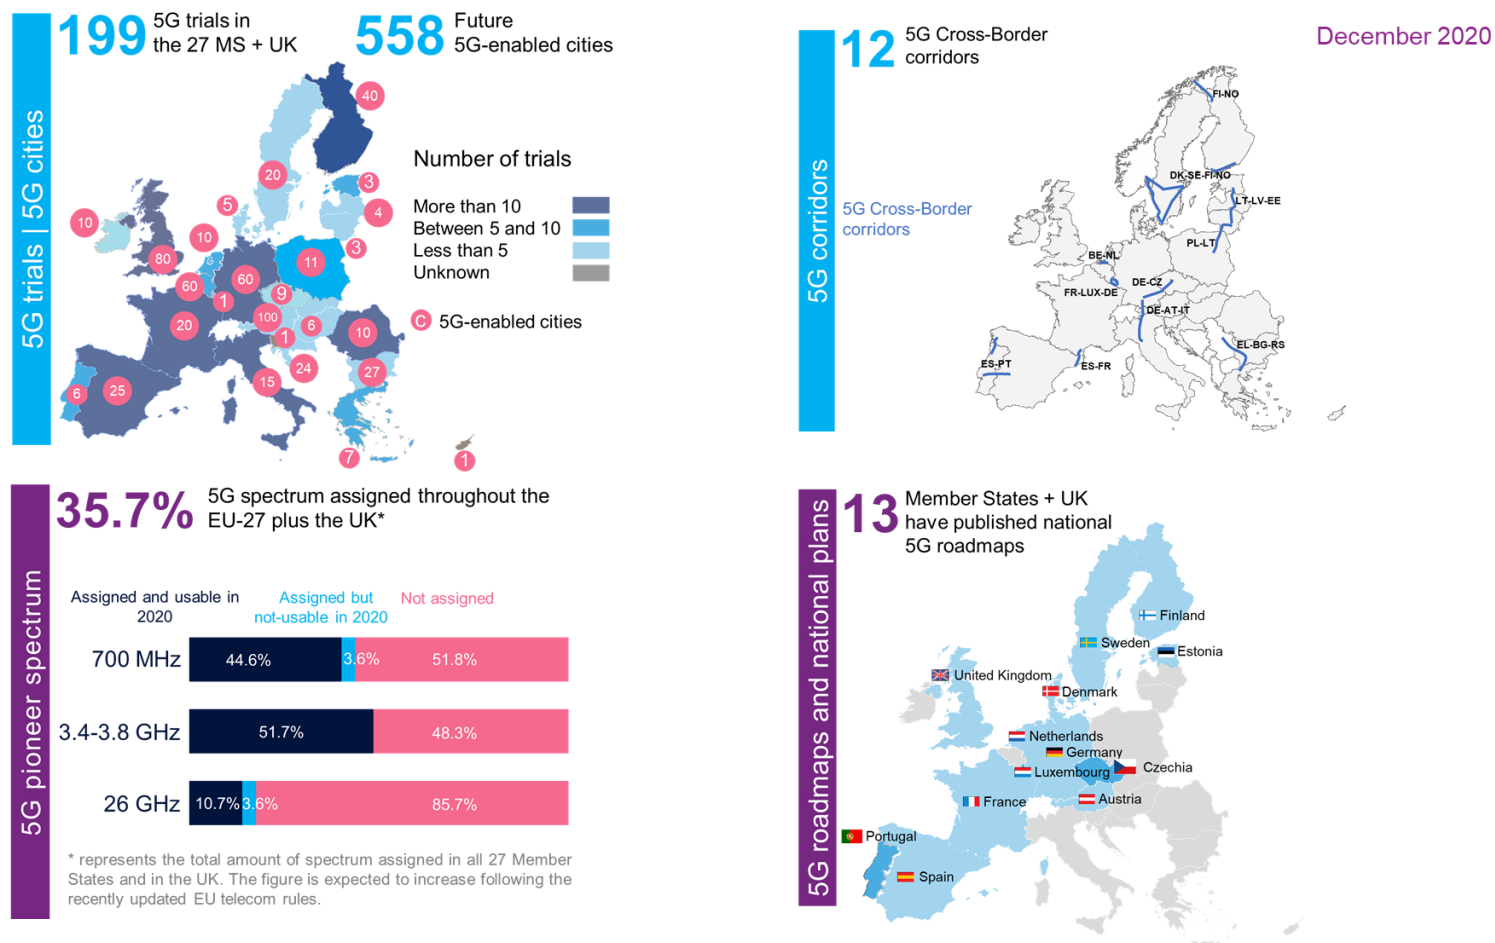 5G trials | 5G cities
199
5G trials in
the 27 MS + UK
558
Future
5G-enabled cities
40
20
3
5
4
10
10
3
80
11
60
60
9
1
100
20
6
1
10
24
27
15
25
6
7
1
Number of trials
More than 10
Between 5 and 10
Less than 5
Unknown
C 5G-enabled cities
5G corridors
12
5G Cross-Border
corridors
December 2020
5G Cross-Border
corridors
FI-NO
DK-SE-FI-NO
LT-LV-EE
PL-LT
BE-NL
FR-LUX-DE
DE-CZ
DE-AT-IT
EL-BG-RS
ES-PT
ES-FR
5G pioneer spectrum
35.7%
5G spectrum assigned throughout the
EU-27 plus the UK*
Assigned and usable in
2020
Assigned but
not-usable in 2020
Not assigned
700 MHz
44.6%
3.6%
51.8%
3.4-3.8 GHz
51.7%
48.3%
26 GHz
10.7%
3.6%
85.7%
* represents the total amount of spectrum assigned in all 27 Member
States and in the UK. The figure is expected to increase following the
recently updated EU telecom rules.
5G roadmaps and national plans
13
Member States + UK
have published national
5G roadmaps
Finland
Sweden
Estonia
United Kingdom
Denmark
Netherlands
Germany
Luxembourg
Czechia
France
Austria
Portugal
Spain